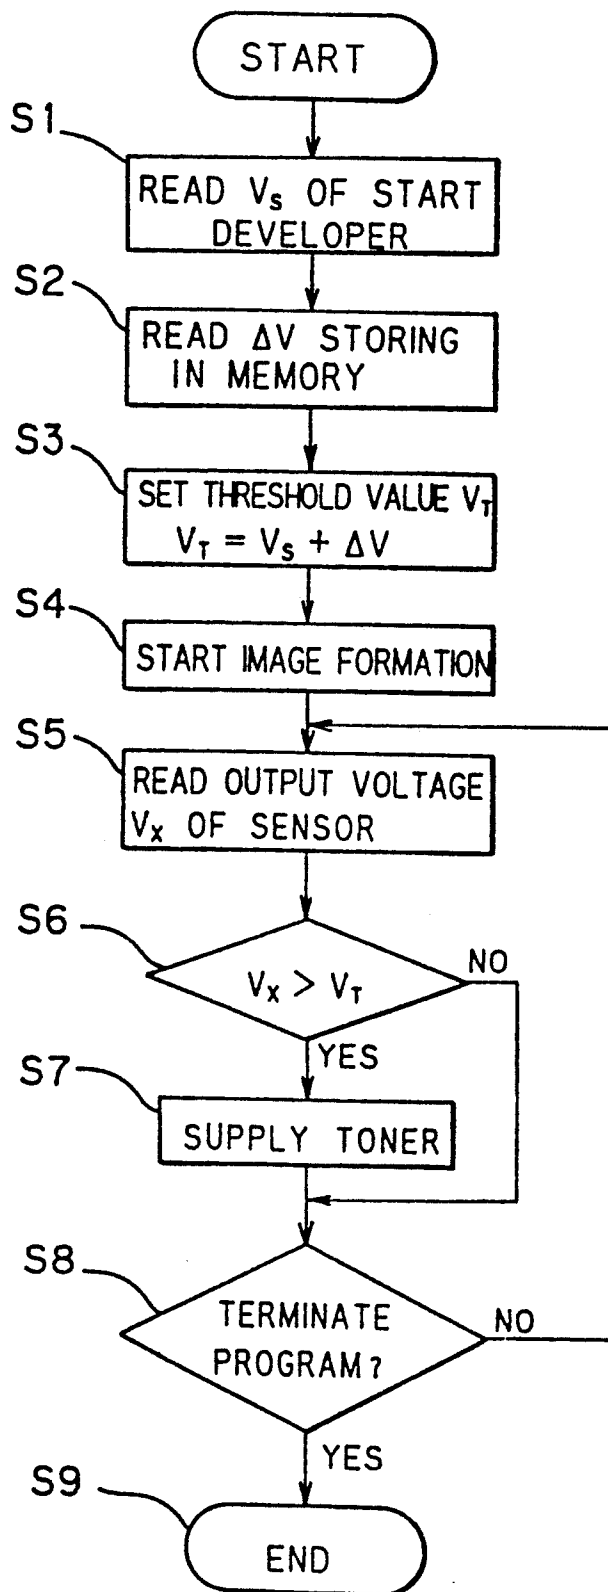 START
S1
READ Vs OF START
DEVELOPER
S2
READ ΔV STORING
IN MEMORY
S3
SET THRESHOLD VALUE VT
VT = VS + ΔV
S4
START IMAGE FORMATION
S5
READ OUTPUT VOLTAGE
VX OF SENSOR
S6
VX > VT
NO
YES
S7
SUPPLY TONER
S8
TERMINATE
PROGRAM?
NO
YES
S9
END